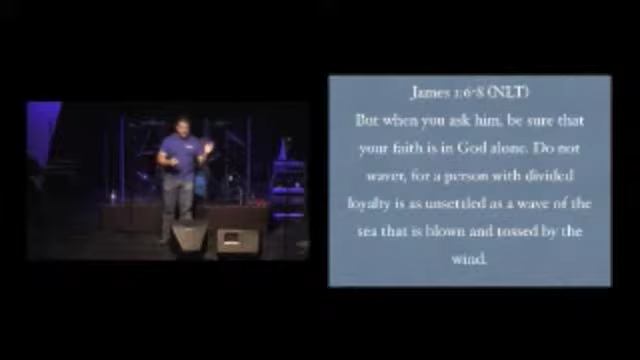 James 1:6-8 (NLT)
But when you ask him, be sure that
your faith is in God alone. Do not
waver, for a person with divided
loyalty is as unsettled as a wave of the
sea that is blown and tossed by the
wind.